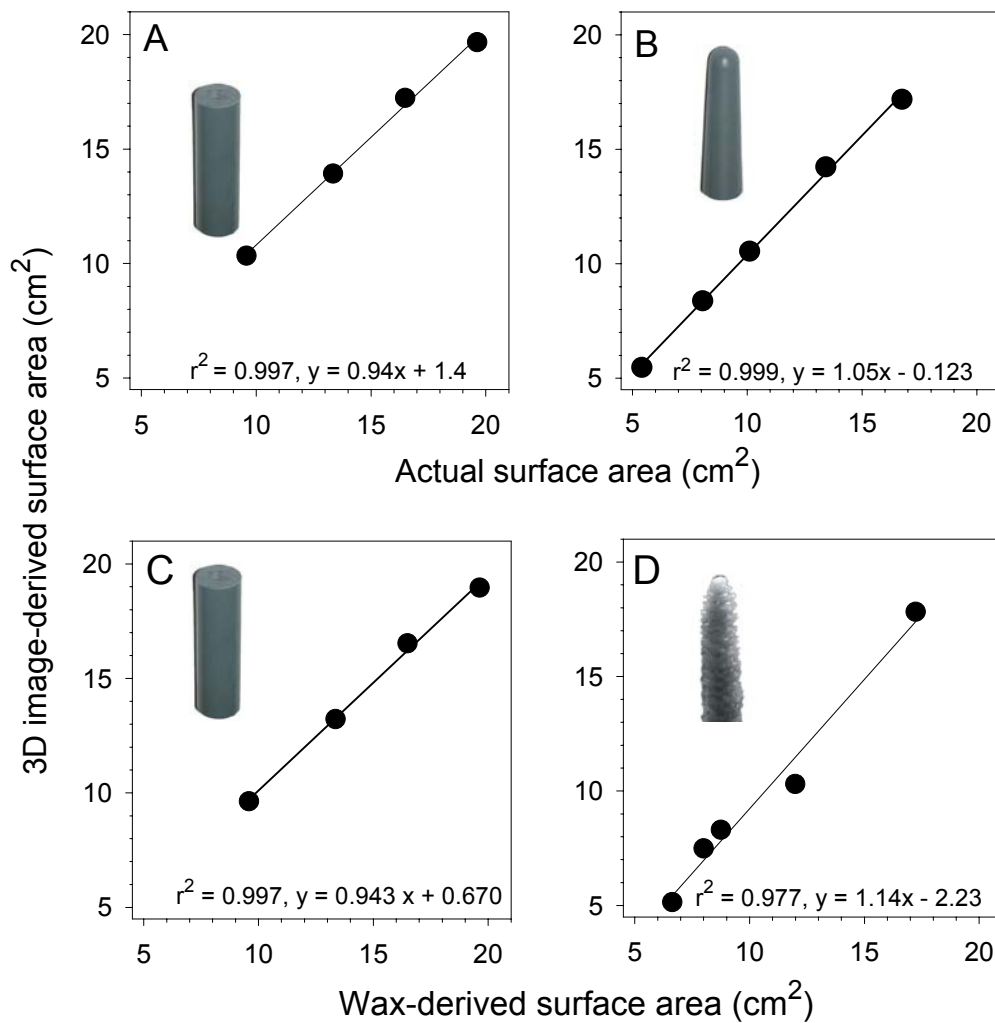 3D image-derived surface area (cm²)
A
20
15
10
5
r² = 0.997, y = 0.94x + 1.4
5 10 15 20
B
20
15
10
5
r² = 0.999, y = 1.05x - 0.123
5 10 15 20
Actual surface area (cm²)
C
20
15
10
5
r² = 0.997, y = 0.943 x + 0.670
5 10 15 20
D
20
15
10
5
r² = 0.977, y = 1.14x - 2.23
5 10 15 20
Wax-derived surface area (cm²)